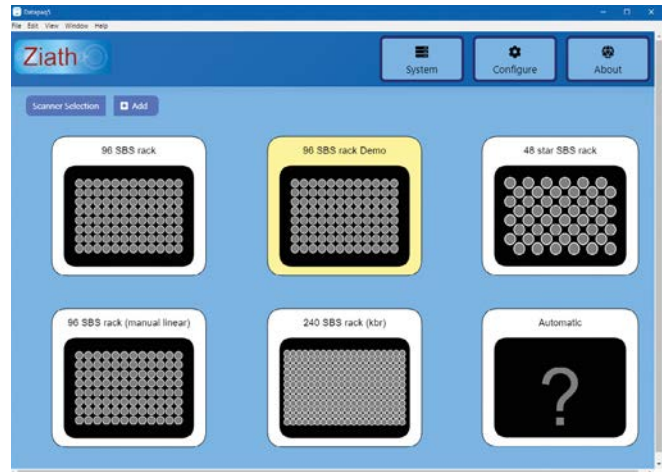 Datapaq5
File Edit View Window Help
Ziath
System
Configure
About
Scanner Selection
Add
96 SBS rack
96 SBS rack Demo
48 star SBS rack
96 SBS rack (manual linear)
240 SBS rack (kbr)
Automatic
?